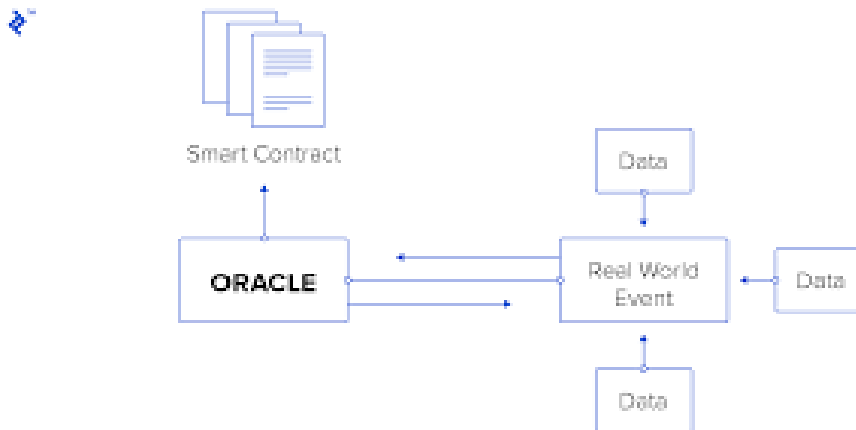 Smart Contract
Data
ORACLE
Real World
Event
Data
Data